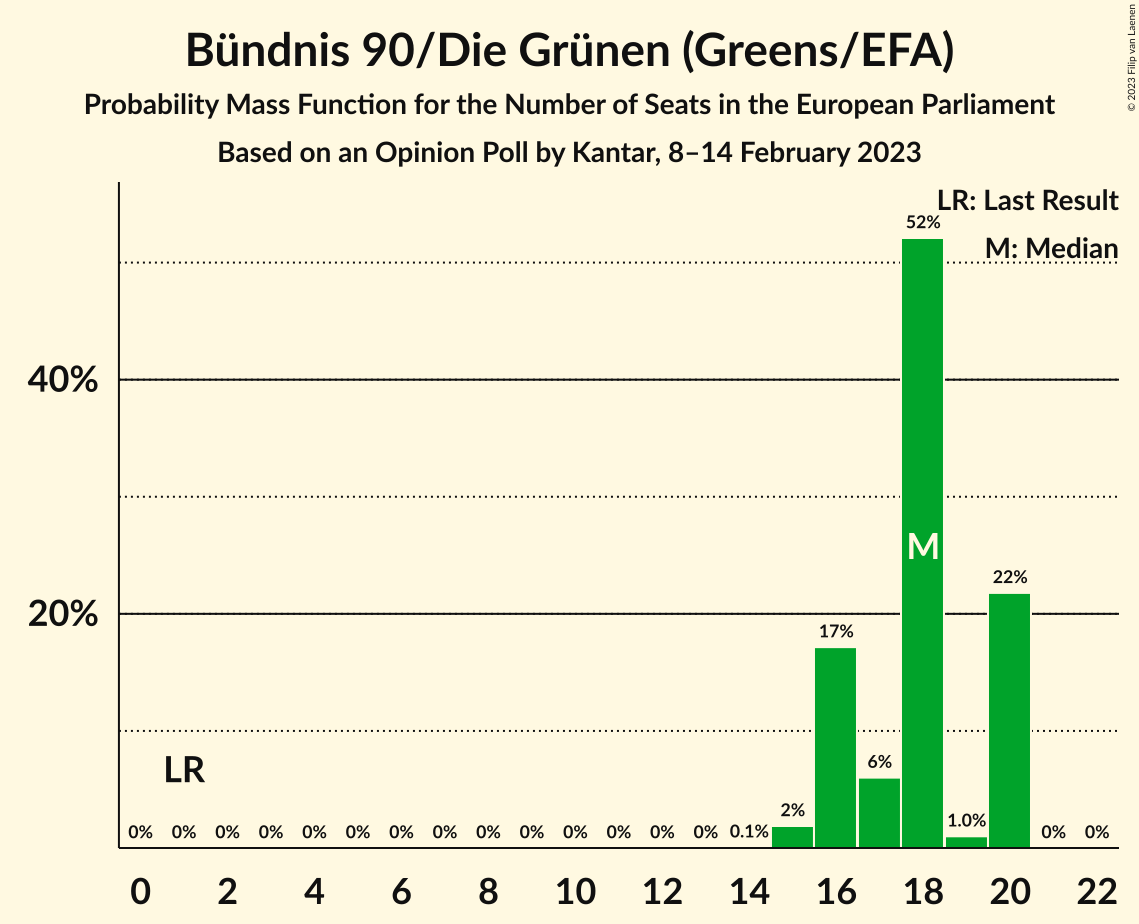 Bündnis 90/Die Grünen (Greens/EFA)
Probability Mass Function for the Number of Seats in the European Parliament
Based on an Opinion Poll by Kantar, 8–14 February 2023
© 2023 Filip van Laenen
LR: Last Result
M: Median
52%
40%
M
22%
20%
17%
6%
LR
2%
1.0%
0% 0% 0% 0% 0% 0% 0% 0% 0% 0% 0% 0% 0% 0% 0.1% 0% 0%
0 2 4 6 8 10 12 14 16 18 20 22